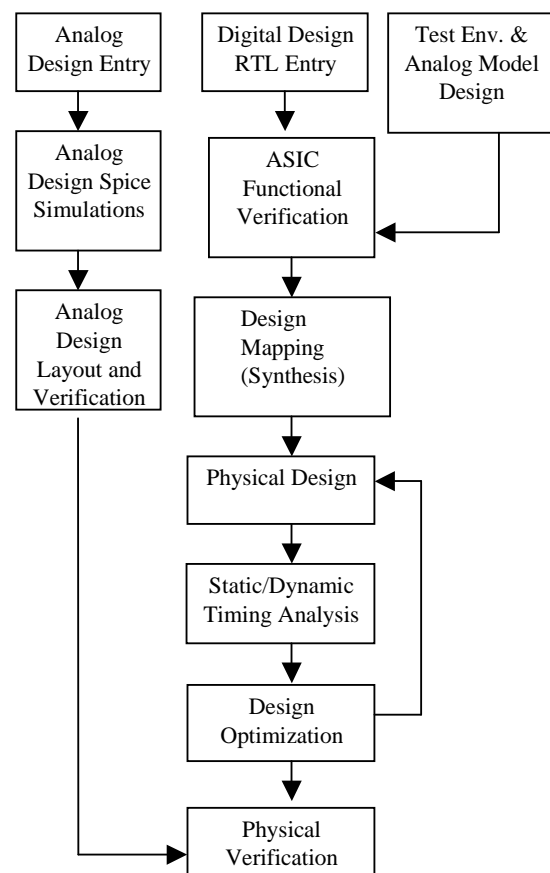 Analog
Design Entry
Digital Design
RTL Entry
Test Env. &
Analog Model
Design
Analog
Design Spice
Simulations
ASIC
Functional
Verification
Analog
Design
Layout and
Verification
Design
Mapping
(Synthesis)
Physical Design
Static/Dynamic
Timing Analysis
Design
Optimization
Physical
Verification